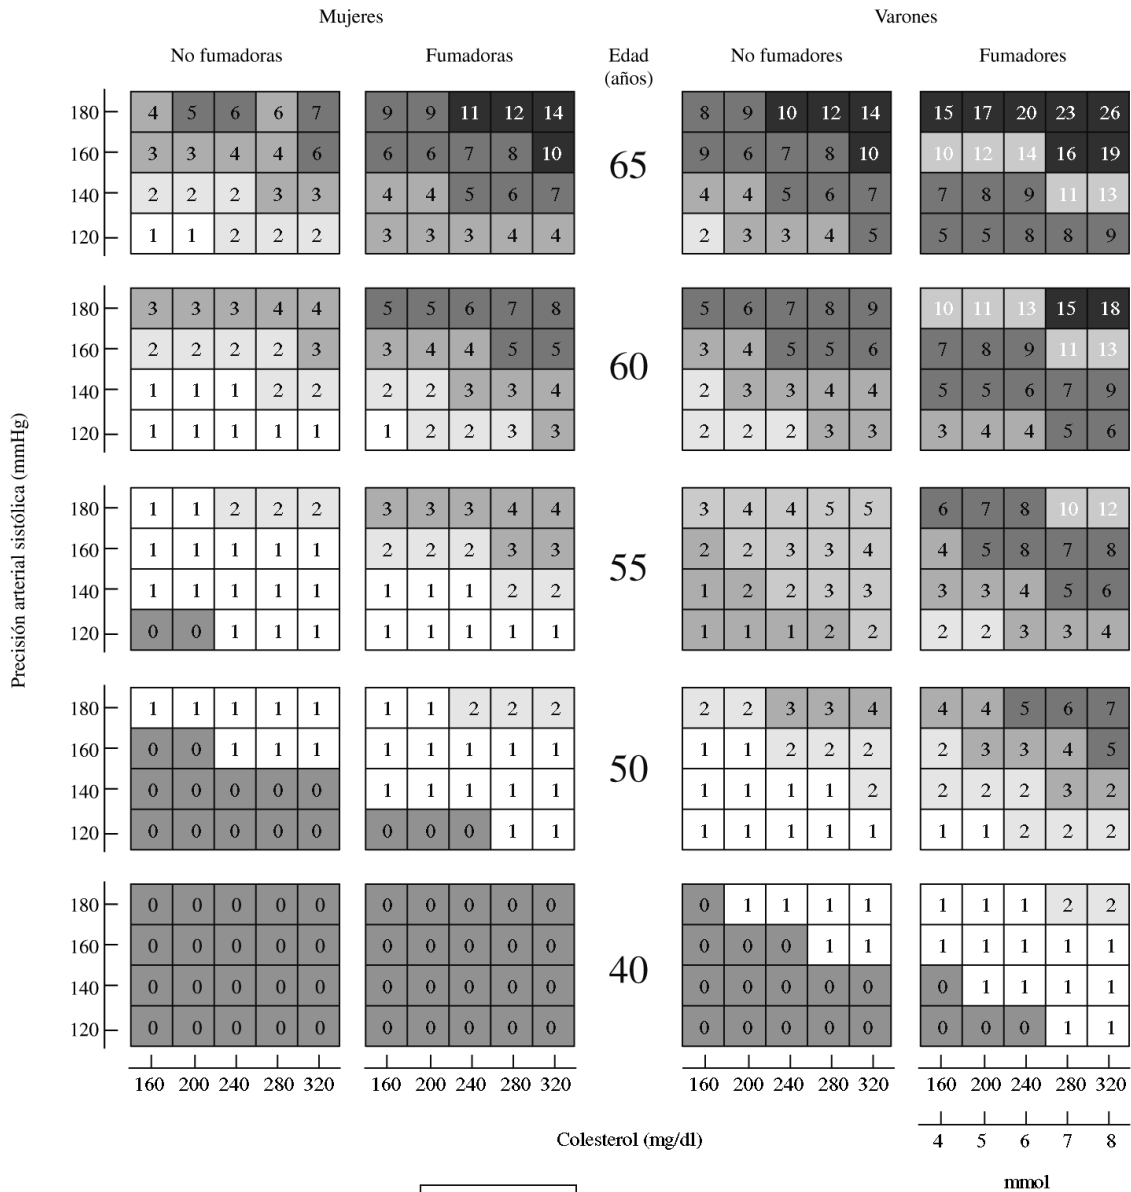 Mujeres Varones
No fumadoras Fumadoras Edad (años) No fumadores Fumadores
180 4 5 6 6 7 9 9 11 12 14 8 9 10 12 14 15 17 20 23 26
160 3 3 4 4 6 6 6 7 8 10 65 9 6 7 8 10 10 12 14 16 19
140 2 2 2 3 3 4 4 5 6 7 4 4 5 6 7 7 8 9 11 13
120 1 1 2 2 2 3 3 3 4 4 2 3 3 4 5 5 5 8 8 9
180 3 3 3 4 4 5 5 6 7 8 5 6 7 8 9 10 11 13 15 18
160 2 2 2 2 3 3 4 4 5 5 60 3 4 5 5 6 7 8 9 11 13
140 1 1 1 2 2 2 2 3 3 4 2 3 3 4 4 5 5 6 7 9
120 1 1 1 1 1 1 2 2 3 3 2 2 2 3 3 3 4 4 5 6
Precisión arterial sistólica (mmHg)
180 1 1 2 2 2 3 3 3 4 4 3 4 4 5 5 6 7 8 10 12
160 1 1 1 1 1 2 2 2 3 3 55 2 2 3 3 4 4 5 8 7 8
140 1 1 1 1 1 1 1 1 2 2 1 2 2 3 3 3 3 4 5 6
120 0 0 1 1 1 1 1 1 1 1 1 1 1 2 2 2 2 3 3 4
180 1 1 1 1 1 1 1 2 2 2 2 2 3 3 4 4 4 5 6 7
160 0 0 1 1 1 1 1 1 1 1 50 1 1 2 2 2 2 3 3 4 5
140 0 0 0 0 0 1 1 1 1 1 1 1 1 1 2 2 2 2 3 2
120 0 0 0 0 0 0 0 0 1 1 1 1 1 1 1 1 1 2 2 2
180 0 0 0 0 0 0 0 0 0 0 0 1 1 1 1 1 1 1 2 2
160 0 0 0 0 0 0 0 0 0 0 40 0 0 0 1 1 1 1 1 1 1
140 0 0 0 0 0 0 0 0 0 0 0 0 0 0 0 0 1 1 1 1
120 0 0 0 0 0 0 0 0 0 0 0 0 0 0 0 0 0 0 1 1
160 200 240 280 320 160 200 240 280 320 160 200 240 280 320 160 200 240 280 320
Colesterol (mg/dl) 4 5 6 7 8
mmol